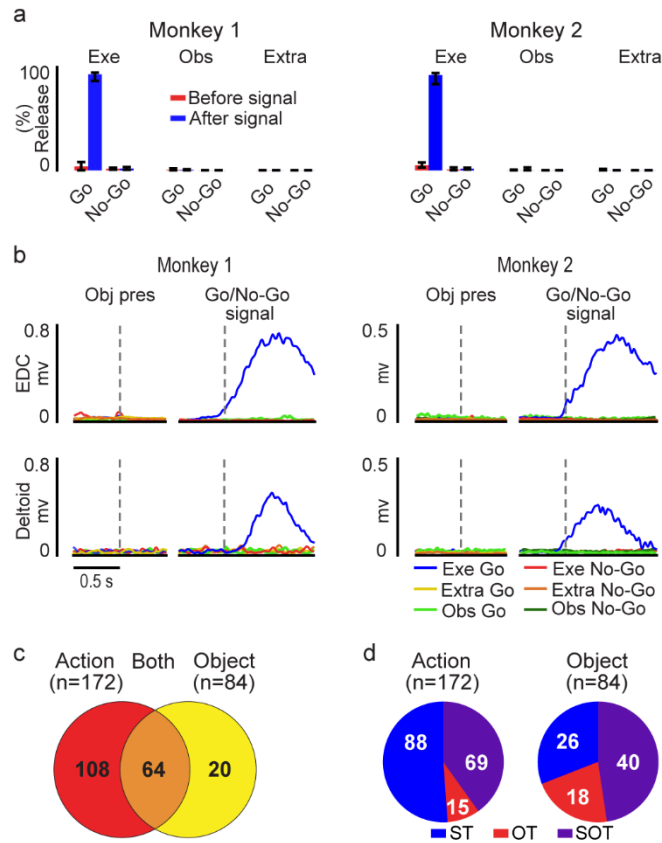 a
Monkey 1 Monkey 2
Exe Obs Extra Exe Obs Extra
100
(%)
Release
0
Before signal
After signal
Go No-Go Go No-Go Go No-Go Go No-Go Go No-Go Go No-Go
b
Monkey 1 Monkey 2
Obj pres Go/No-Go signal Obj pres Go/No-Go signal
0.8 0.5
EDC
mv
0 0
0.8 0.5
Deltoid
mv
0 0
0.5 s
Exe Go Exe No-Go
Extra Go Extra No-Go
Obs Go Obs No-Go
c d
Action Both Object Action Object
(n=172) (n=84) (n=172) (n=84)
108 64 20
88 69 15
26 40 18
ST OT SOT